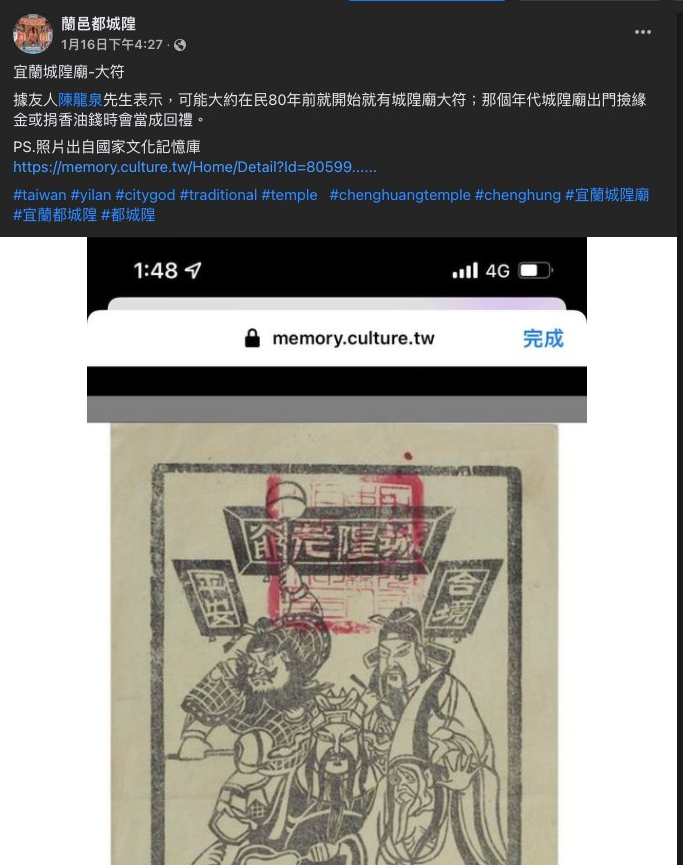 蘭邑都城隍
1月16日下午4:27 ·
宜蘭城隍廟-大符
據友人陳龍泉先生表示，可能大約在民80年前就開始就有城隍廟大符；那個年代城隍廟出門撿緣
金或捐香油錢時會當成回禮。
PS.照片出自國家文化記憶庫
https://memory.culture.tw/Home/Detail?Id=80599......
#taiwan #yilan #citygod #traditional #temple #chenghuangtemple #chenghung #宜蘭城隍廟
#宜蘭都城隍 #都城隍
1:48
4G
memory.culture.tw
完成
城隍老爺
合境
平安